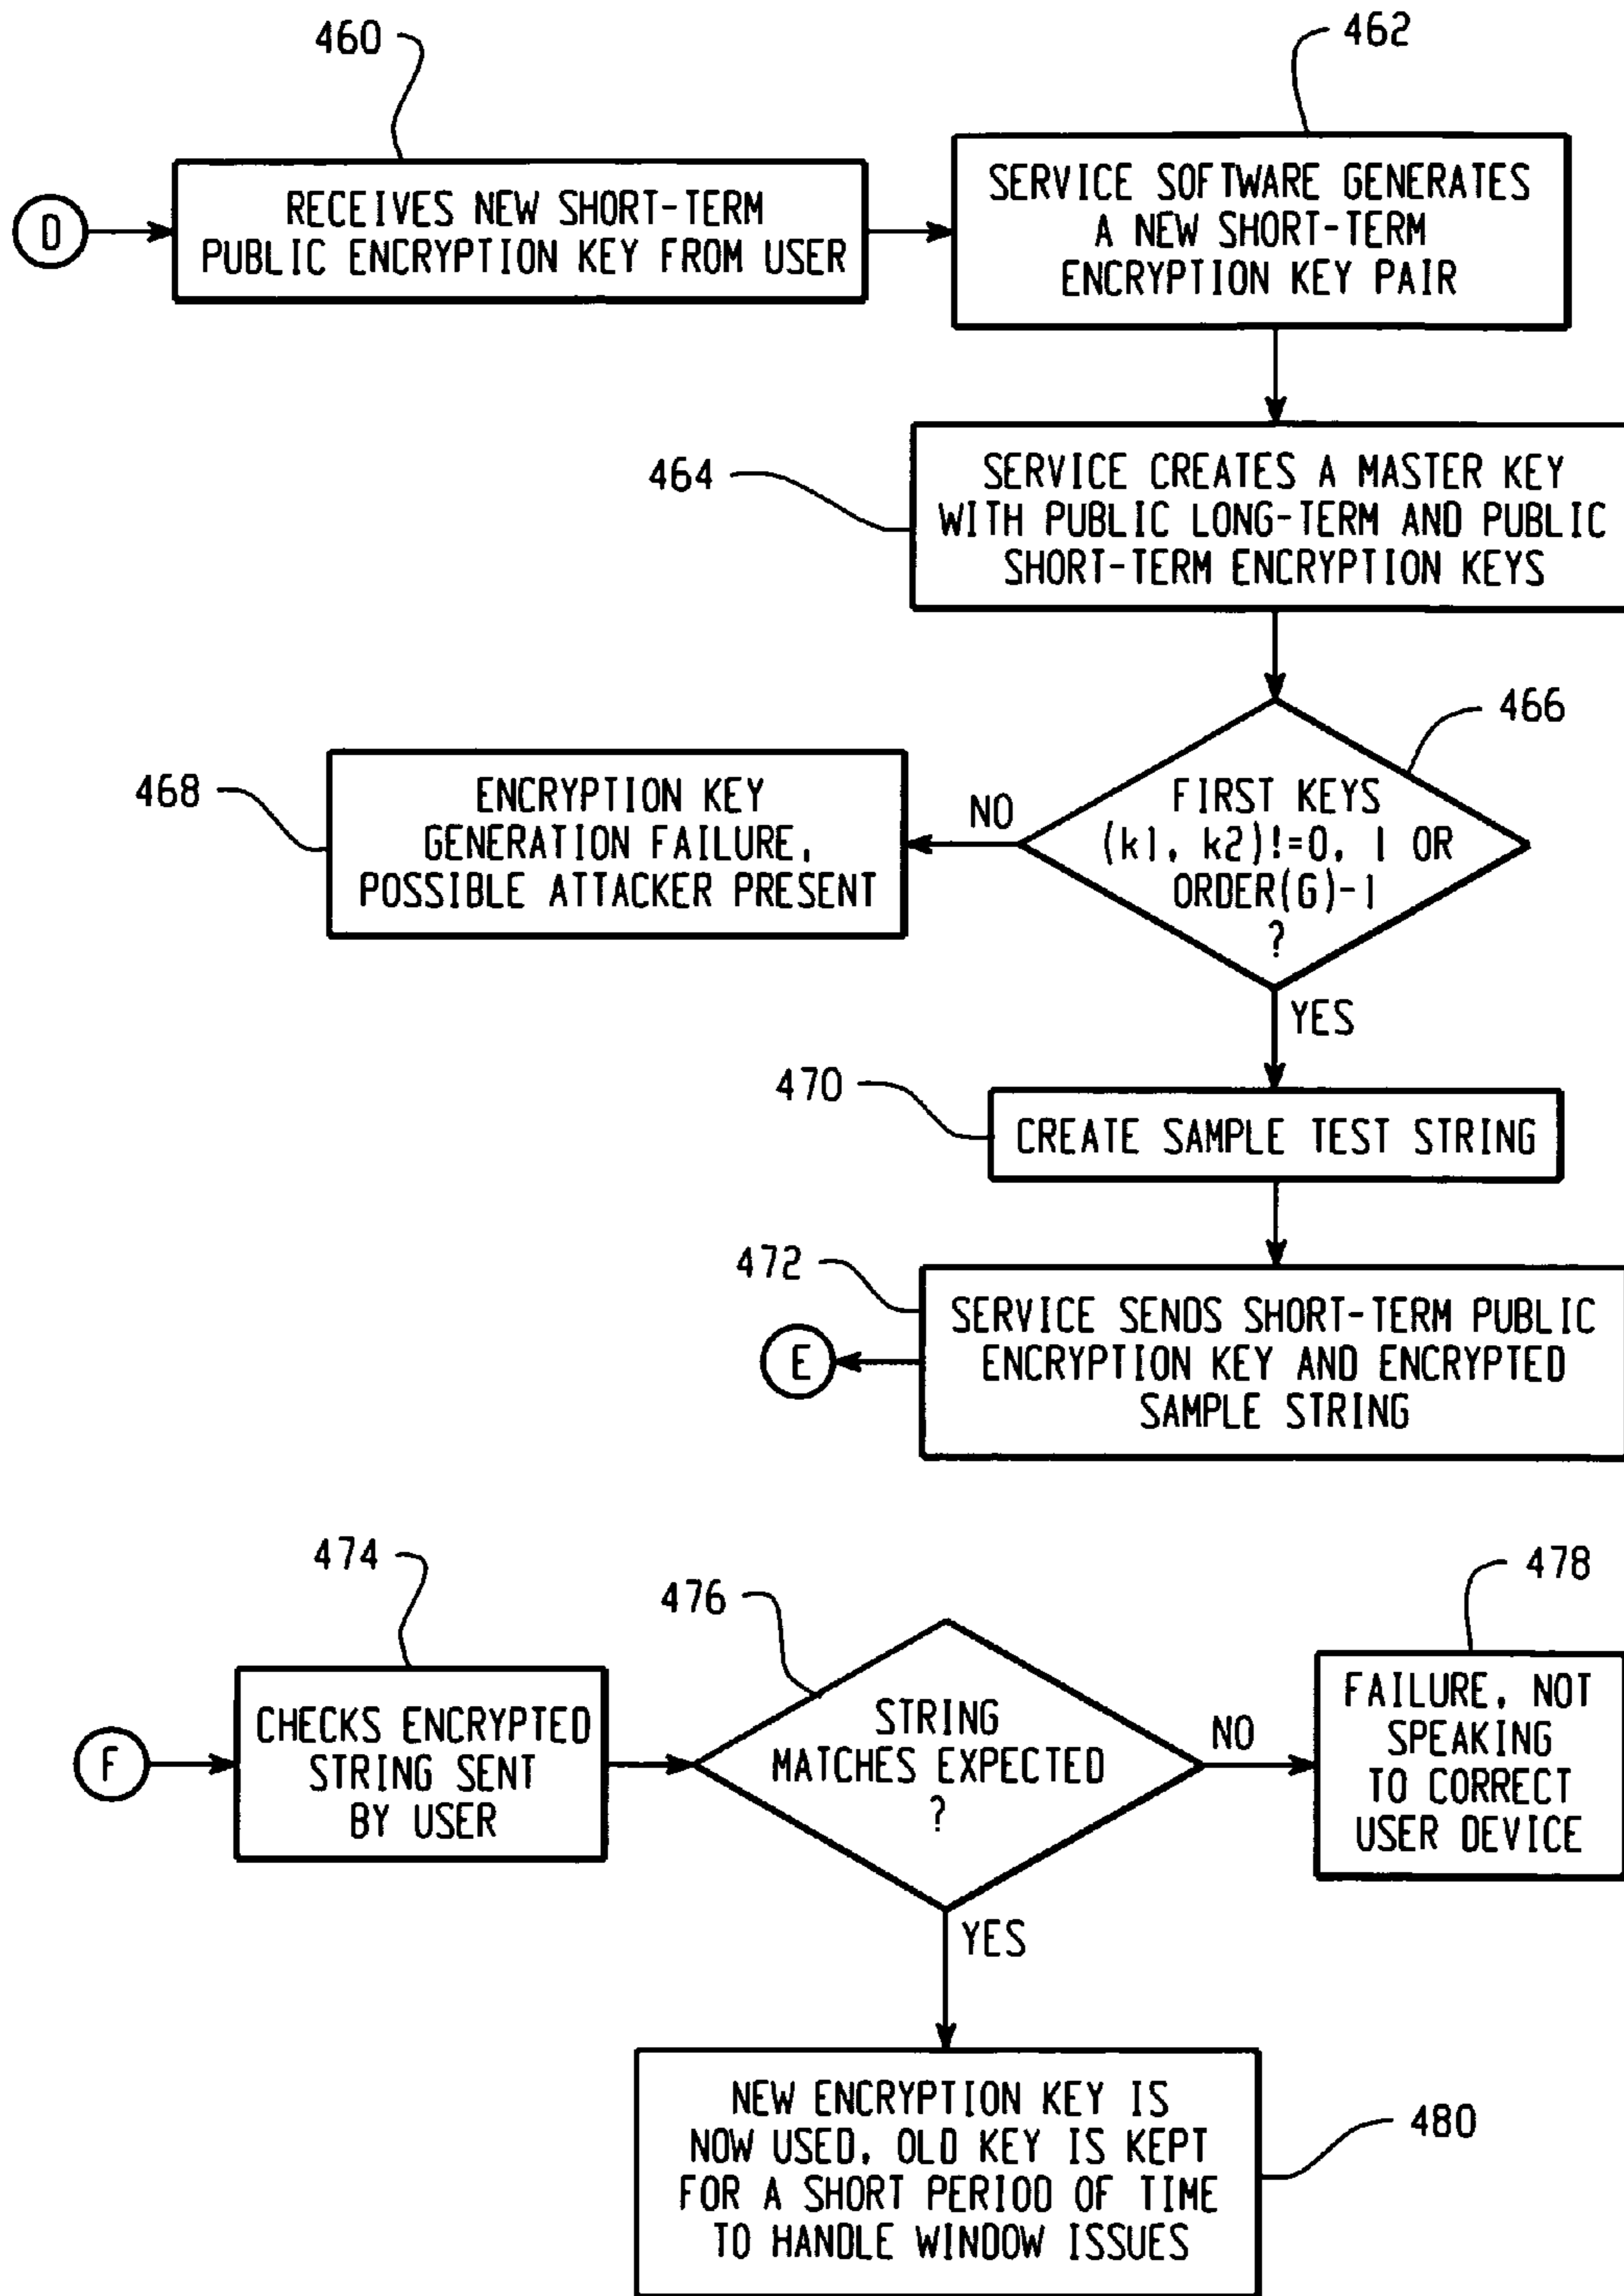 460
462
D
RECEIVES NEW SHORT-TERM
PUBLIC ENCRYPTION KEY FROM USER
SERVICE SOFTWARE GENERATES
A NEW SHORT-TERM
ENCRYPTION KEY PAIR
464
SERVICE CREATES A MASTER KEY
WITH PUBLIC LONG-TERM AND PUBLIC
SHORT-TERM ENCRYPTION KEYS
466
468
ENCRYPTION KEY
GENERATION FAILURE,
POSSIBLE ATTACKER PRESENT
NO
FIRST KEYS
(k1, k2)!=0, 1 OR
ORDER(G)-1
?
YES
470
CREATE SAMPLE TEST STRING
472
SERVICE SENDS SHORT-TERM PUBLIC
ENCRYPTION KEY AND ENCRYPTED
SAMPLE STRING
E
474
476
478
F
CHECKS ENCRYPTED
STRING SENT
BY USER
STRING
MATCHES EXPECTED
?
NO
FAILURE, NOT
SPEAKING
TO CORRECT
USER DEVICE
YES
NEW ENCRYPTION KEY IS
NOW USED, OLD KEY IS KEPT
FOR A SHORT PERIOD OF TIME
TO HANDLE WINDOW ISSUES
480